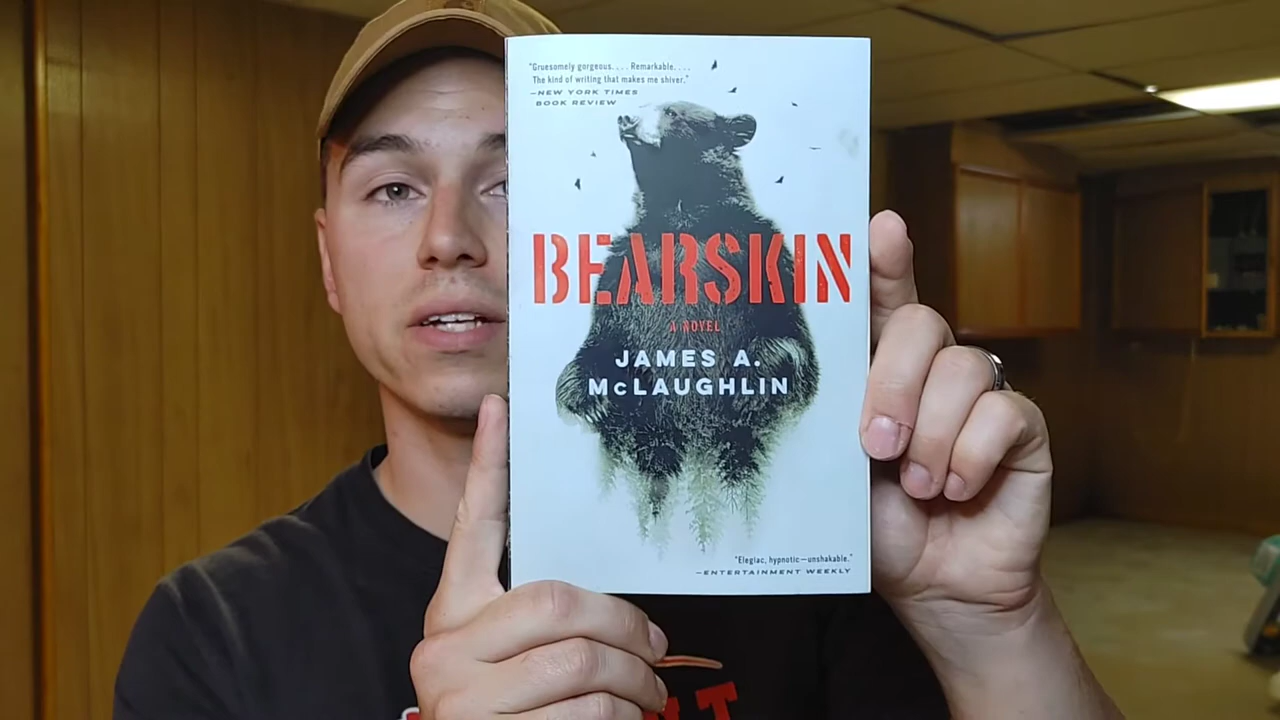 "Gruesomely gorgeous. . . . Remarkable. . . .
The kind of writing that makes me shiver."
—NEW YORK TIMES
BOOK REVIEW
BEARSKIN
A NOVEL
JAMES A.
McLAUGHLIN
"Elegiac, hypnotic—unshakable."
—ENTERTAINMENT WEEKLY